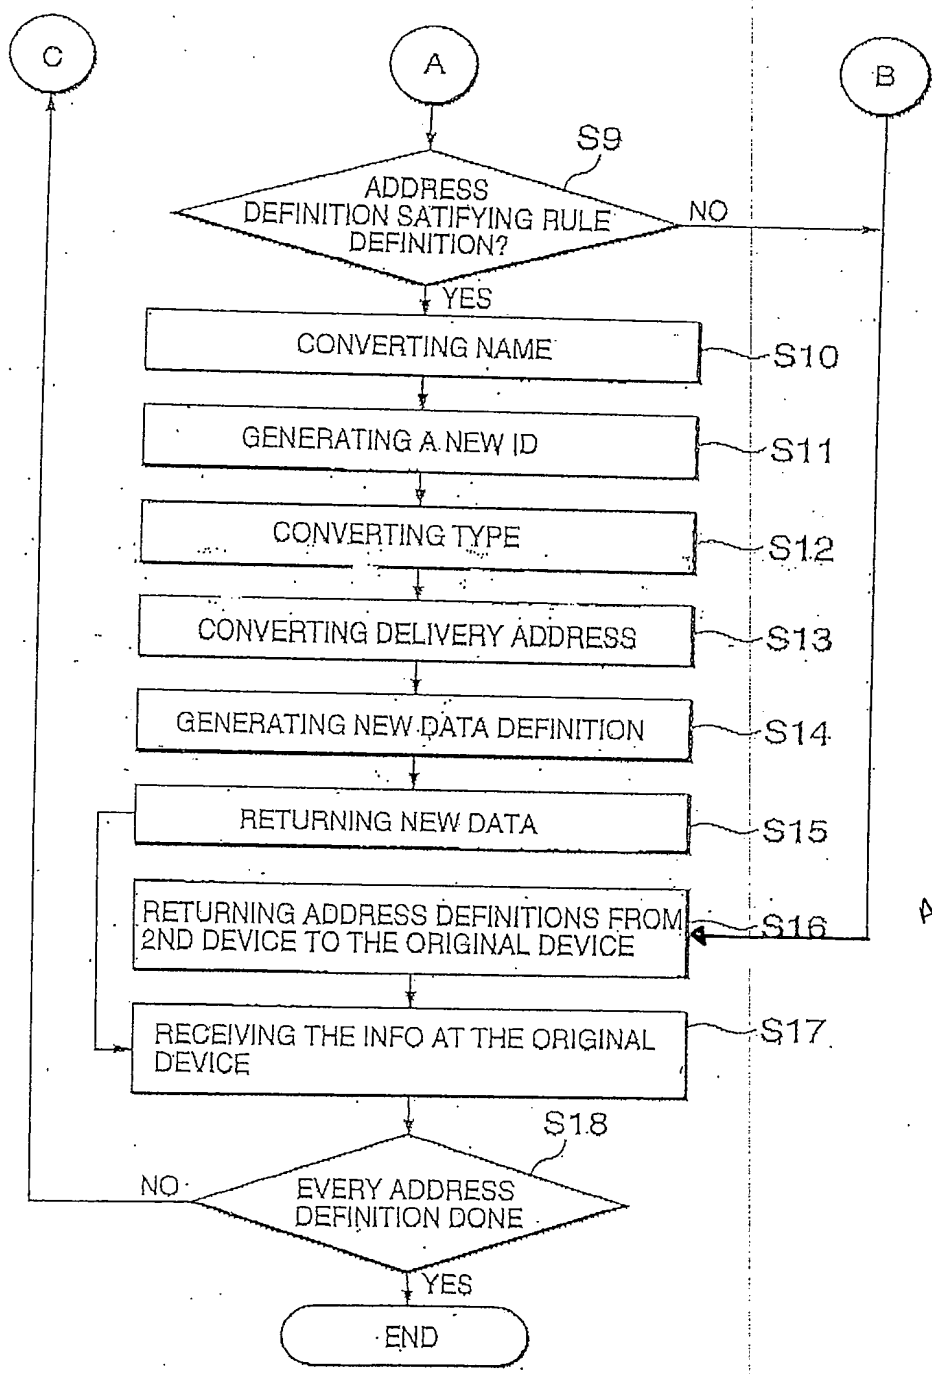 C
A
B
S9
ADDRESS
DEFINITION SATIFYING RULE
DEFINITION?
NO
YES
CONVERTING NAME
S10
GENERATING A NEW ID
S11
CONVERTING TYPE
S12
CONVERTING DELIVERY ADDRESS
S13
GENERATING NEW DATA DEFINITION
S14
RETURNING NEW DATA
S15
RETURNING ADDRESS DEFINITIONS FROM
2ND DEVICE TO THE ORIGINAL DEVICE
S16
RECEIVING THE INFO AT THE ORIGINAL
DEVICE
S17
S18
NO
EVERY ADDRESS
DEFINITION DONE
YES
END